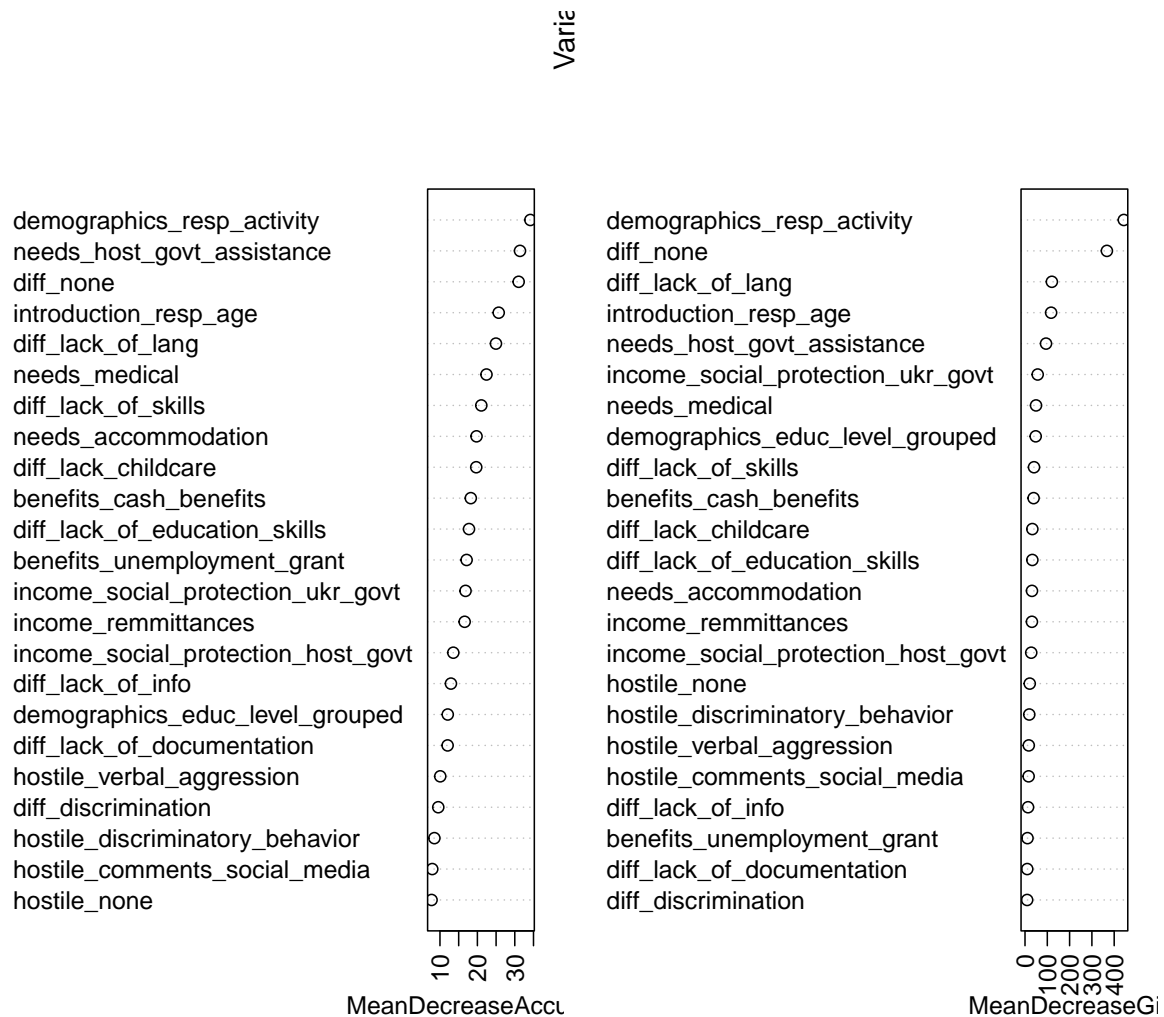 Varia
demographics_resp_activity
needs_host_govt_assistance
diff_none
introduction_resp_age
diff_lack_of_lang
needs_medical
diff_lack_of_skills
needs_accommodation
diff_lack_childcare
benefits_cash_benefits
diff_lack_of_education_skills
benefits_unemployment_grant
income_social_protection_ukr_govt
income_remmittances
income_social_protection_host_govt
diff_lack_of_info
demographics_educ_level_grouped
diff_lack_of_documentation
hostile_verbal_aggression
diff_discrimination
hostile_discriminatory_behavior
hostile_comments_social_media
hostile_none
10 20 30
MeanDecreaseAccu
demographics_resp_activity
diff_none
diff_lack_of_lang
introduction_resp_age
needs_host_govt_assistance
income_social_protection_ukr_govt
needs_medical
demographics_educ_level_grouped
diff_lack_of_skills
benefits_cash_benefits
diff_lack_childcare
diff_lack_of_education_skills
needs_accommodation
income_remmittances
income_social_protection_host_govt
hostile_none
hostile_discriminatory_behavior
hostile_verbal_aggression
hostile_comments_social_media
diff_lack_of_info
benefits_unemployment_grant
diff_lack_of_documentation
diff_discrimination
0 100 200 300 400
MeanDecreaseGi